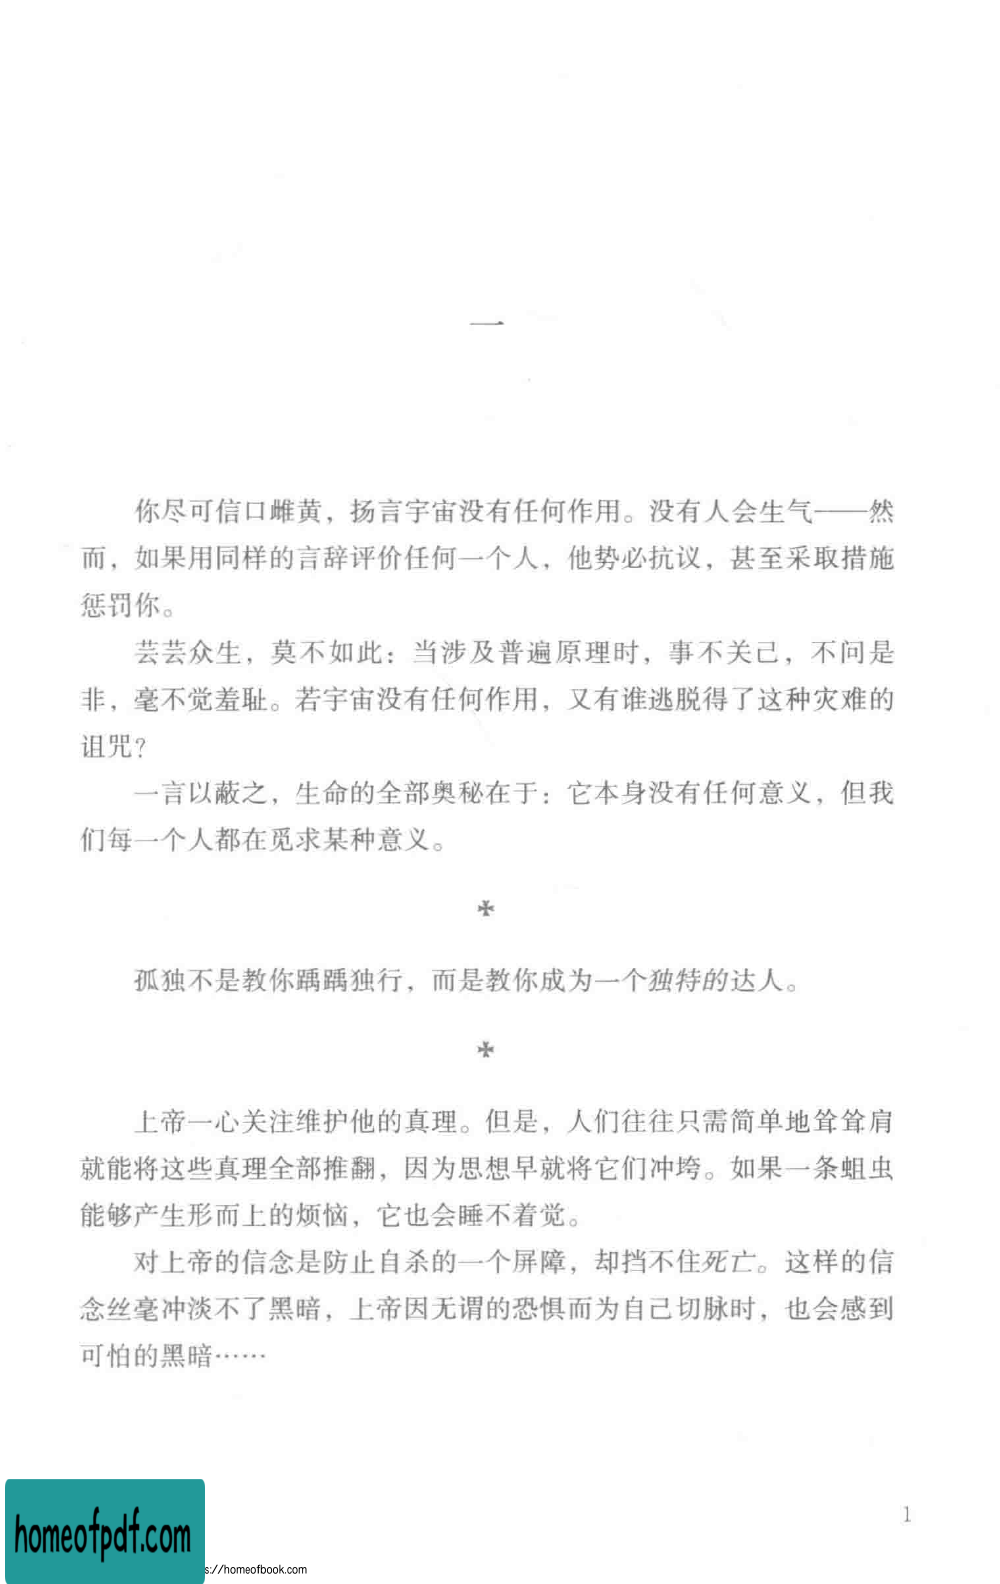 一
你尽可信口雌黄，扬言宇宙没有任何作用。没有人会生气——然
而，如果用同样的言辞评价任何一个人，他势必抗议，甚至采取措施
惩罚你。
芸芸众生，莫不如此：当涉及普遍原理时，事不关己，不问是
非，毫不觉羞耻。若宇宙没有任何作用，又有谁逃脱得了这种灾难的
诅咒？
一言以蔽之，生命的全部奥秘在于：它本身没有任何意义，但我
们每一个人都在觅求某种意义。
孤独不是教你踽踽独行，而是教你成为一个独特的达人。
上帝一心关注维护他的真理。但是，人们往往只需简单地耸耸肩
就能将这些真理全部推翻，因为思想早就将它们冲垮。如果一条蛆虫
能够产生形而上的烦恼，它也会睡不着觉。
对上帝的信念是防止自杀的一个屏障，却挡不住死亡。这样的信
念丝毫冲淡不了黑暗，上帝因无谓的恐惧而为自己切脉时，也会感到
可怕的黑暗……
1
homeofpdf.com
s://homeofbook.com